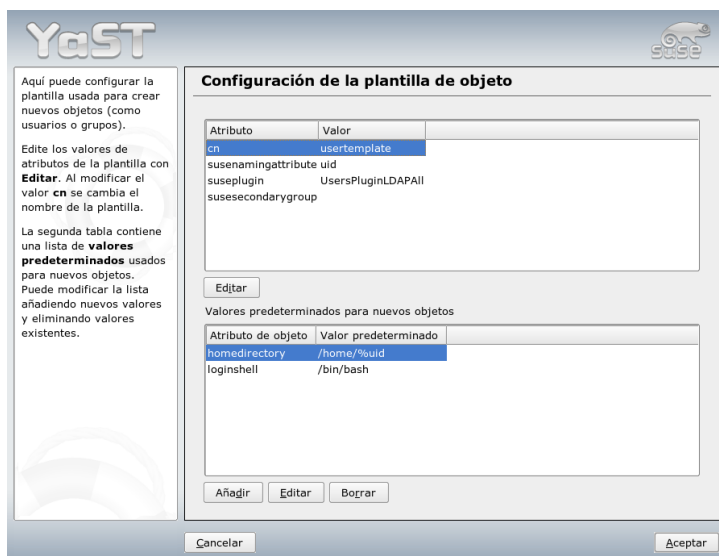 YaST
suse
Aquí puede configurar la
plantilla usada para crear
nuevos objetos (como
usuarios o grupos).
Edite los valores de
atributos de la plantilla con
Editar. Al modificar el
valor cn se cambia el
nombre de la plantilla.
La segunda tabla contiene
una lista de valores
predeterminados usados
para nuevos objetos.
Puede modificar la lista
añadiendo nuevos valores
y eliminando valores
existentes.
Configuración de la plantilla de objeto
Atributo Valor
cn usertemplate
susenamingattribute uid
suseplugin UsersPluginLDAPAll
susesecondarygroup
Editar
Valores predeterminados para nuevos objetos
Atributo de objeto Valor predeterminado
homedirectory /home/%uid
loginshell /bin/bash
Añadir Editar Borrar
Cancelar Aceptar